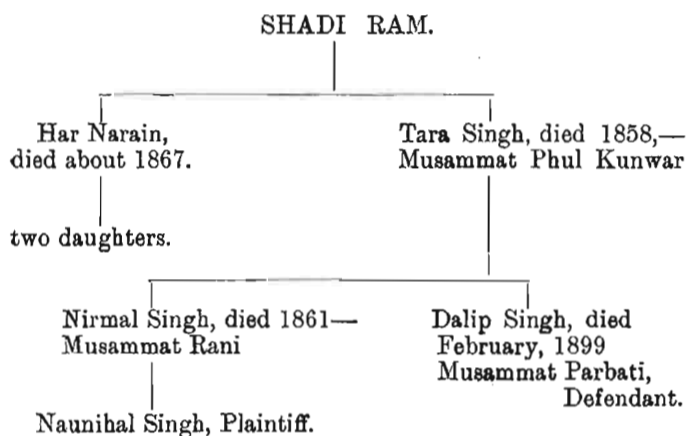 SHADI RAM.
Har Narain,
died about 1867.
Tara Singh, died 1858,—
Musammat Phul Kunwar
two daughters.
Nirmal Singh, died 1861—
Musammat Rani
Dalip Singh, died
February, 1899
Musammat Parbati,
Defendant.
Naunihal Singh, Plaintiff.